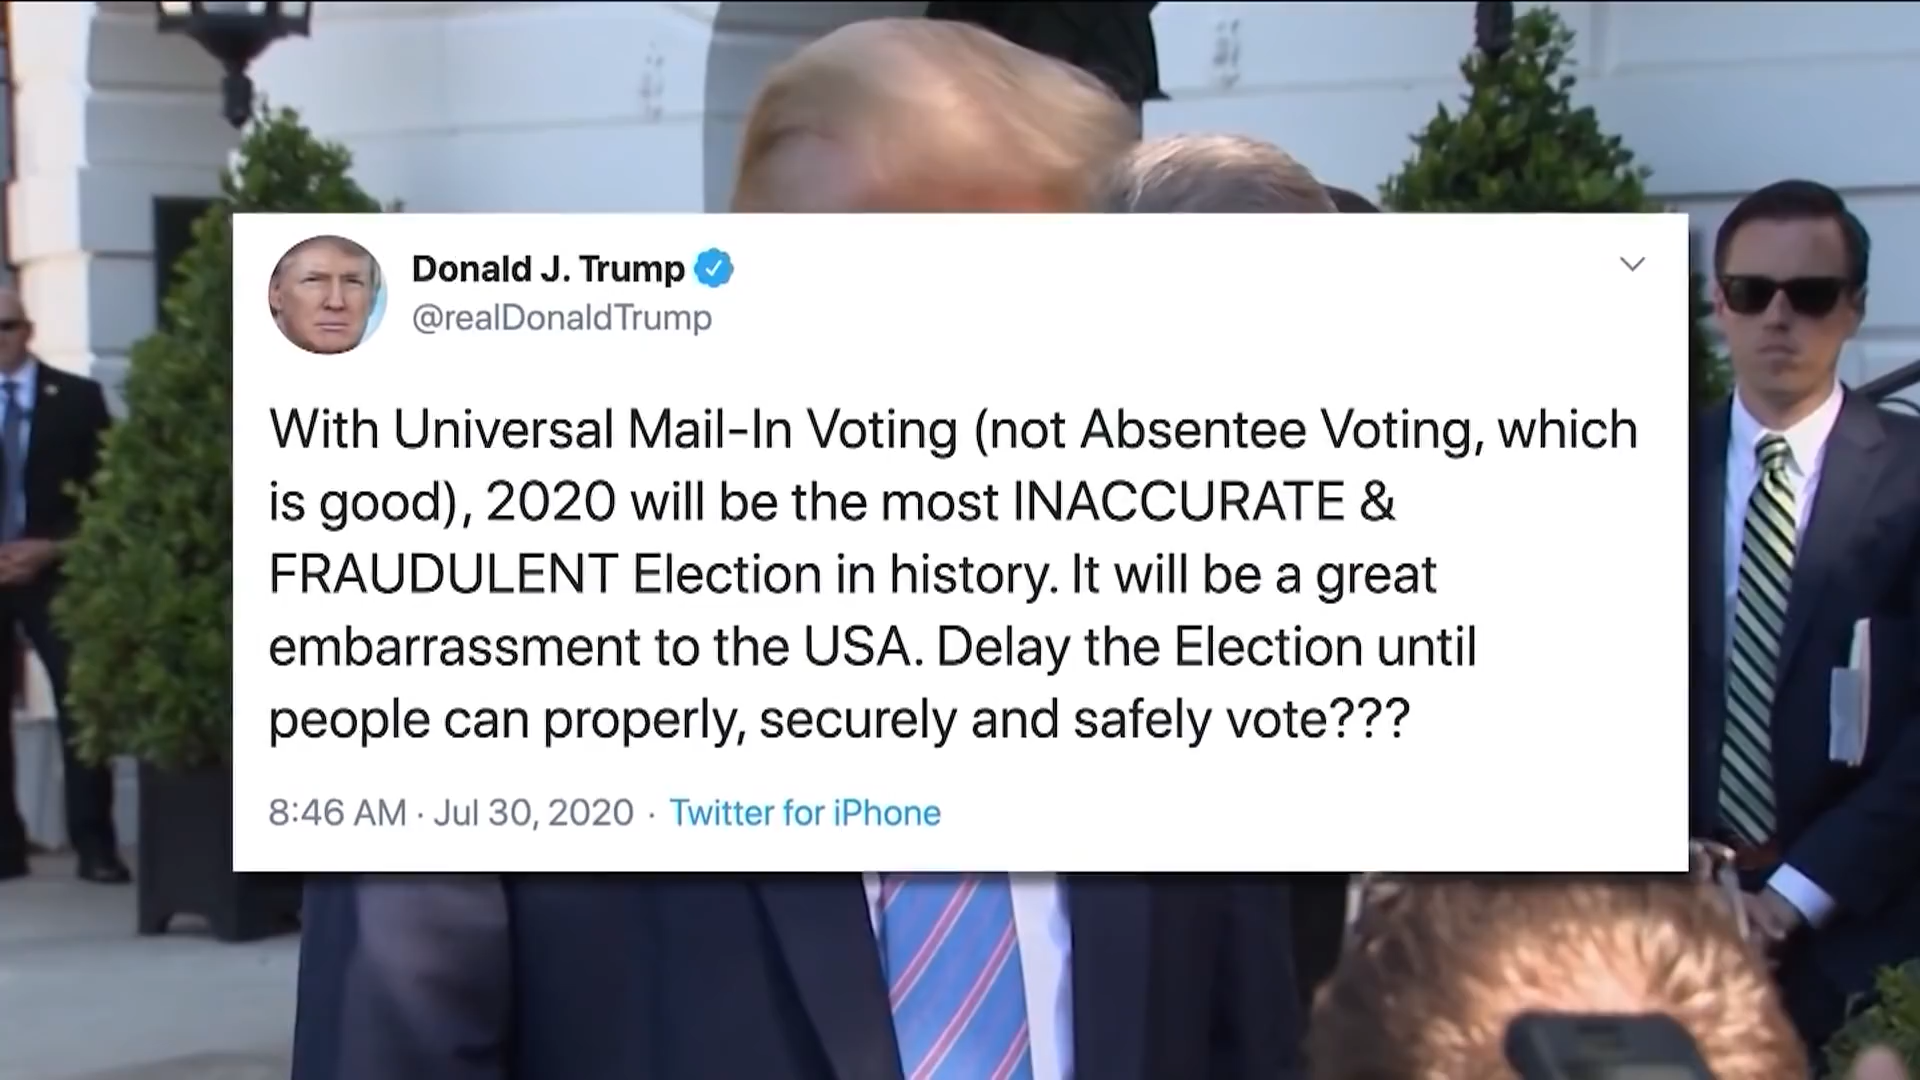 Donald J. Trump
@realDonaldTrump
With Universal Mail-In Voting (not Absentee Voting, which
is good), 2020 will be the most INACCURATE &
FRAUDULENT Election in history. It will be a great
embarrassment to the USA. Delay the Election until
people can properly, securely and safely vote???
8:46 AM · Jul 30, 2020 · Twitter for iPhone